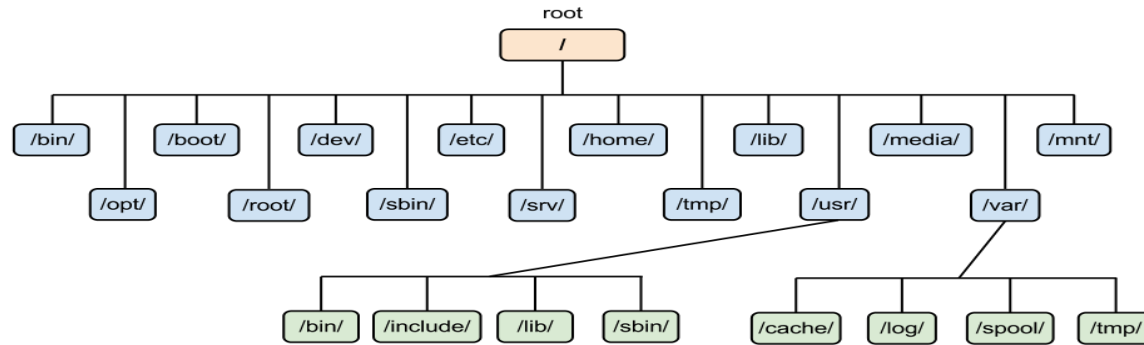 root
/
/bin/ /boot/ /dev/ /etc/ /home/ /lib/ /media/ /mnt/
/opt/ /root/ /sbin/ /srv/ /tmp/ /usr/ /var/
/bin/ /include/ /lib/ /sbin/ /cache/ /log/ /spool/ /tmp/